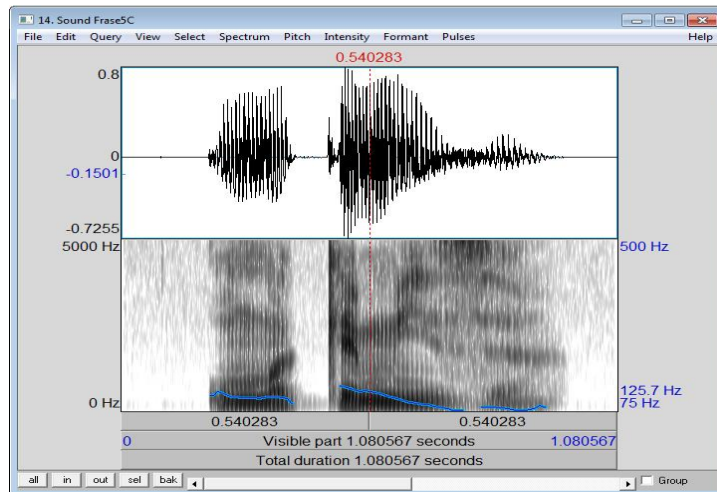 14. Sound Frase5C
File Edit Query View Select Spectrum Pitch Intensity Formant Pulses Help
0.540283
0.8
0
-0.1501
-0.7255
5000 Hz 500 Hz
125.7 Hz
0 Hz 75 Hz
0.540283 0.540283
0 Visible part 1.080567 seconds 1.080567
Total duration 1.080567 seconds
all in out sel bak Group